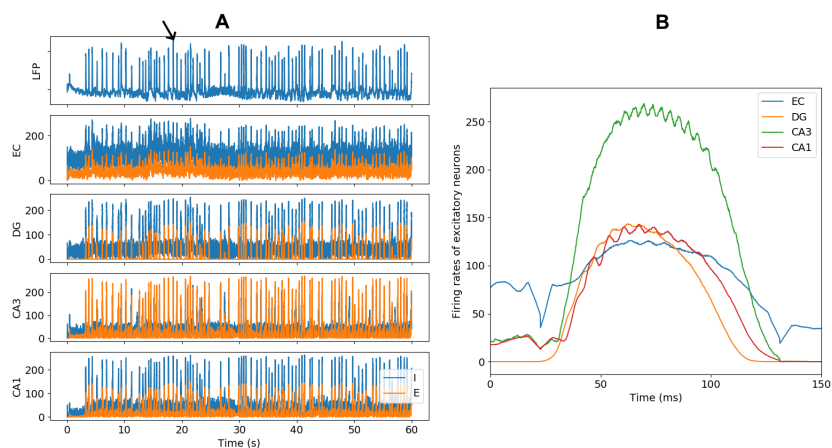 A
LFP
EC
200
0
DG
200
100
0
CA3
200
100
0
CA1
200
100
0
I
E
0 10 20 30 40 50 60
Time (s)
B
Firing rates of excitatory neurons
250
200
150
100
50
0
EC
DG
CA3
CA1
0 50 100 150
Time (ms)